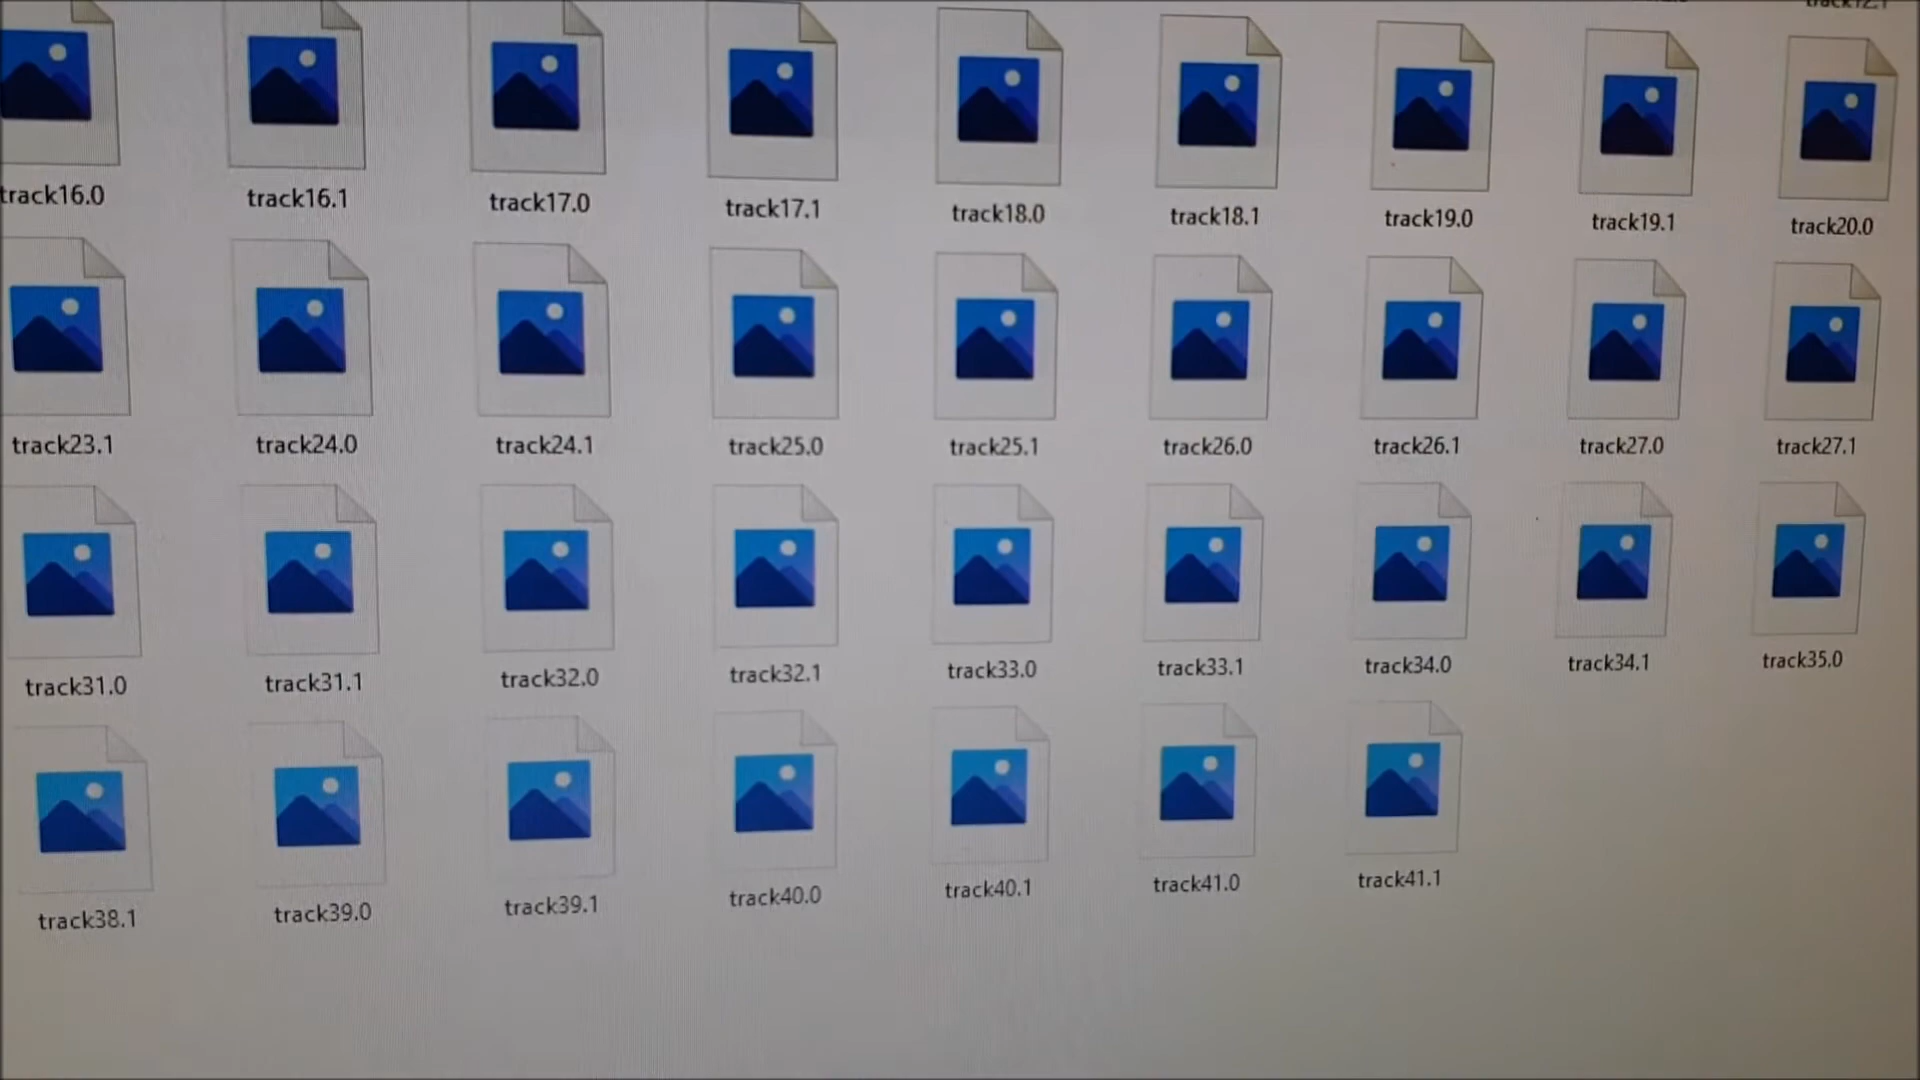 track12.1
track16.0 track16.1 track17.0 track17.1 track18.0 track18.1 track19.0 track19.1 track20.0
track23.1 track24.0 track24.1 track25.0 track25.1 track26.0 track26.1 track27.0 track27.1
track31.0 track31.1 track32.0 track32.1 track33.0 track33.1 track34.0 track34.1 track35.0
track38.1 track39.0 track39.1 track40.0 track40.1 track41.0 track41.1